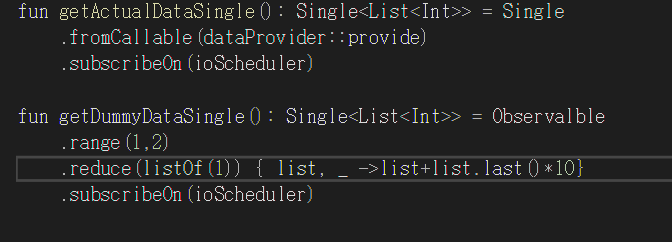 fun getActualDataSingle(): Single<List<Int>> = Single
.fromCallable(dataProvider::provide)
.subscribeOn(ioScheduler)
fun getDummyDataSingle(): Single<List<Int>> = Observalble
.range(1,2)
.reduce(listOf(1)) { list, _ ->list+list.last()*10}
.subscribeOn(ioScheduler)